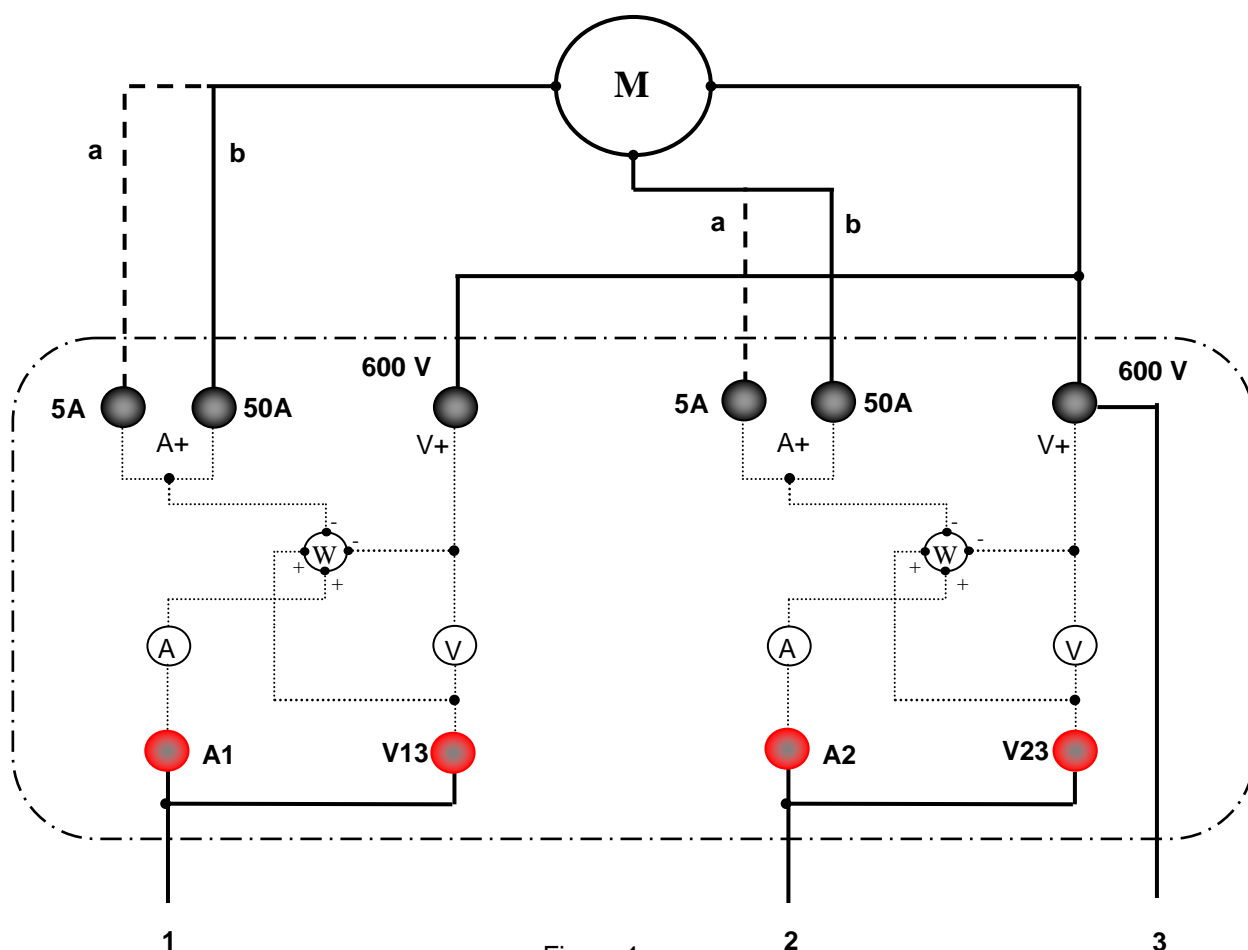 M
a b
a b
600 V 600 V
5A 50A 5A 50A
A+ V+ A+ V+
- -
W - W -
+ + + +
A V A V
A1 V13 A2 V23
1 2 3